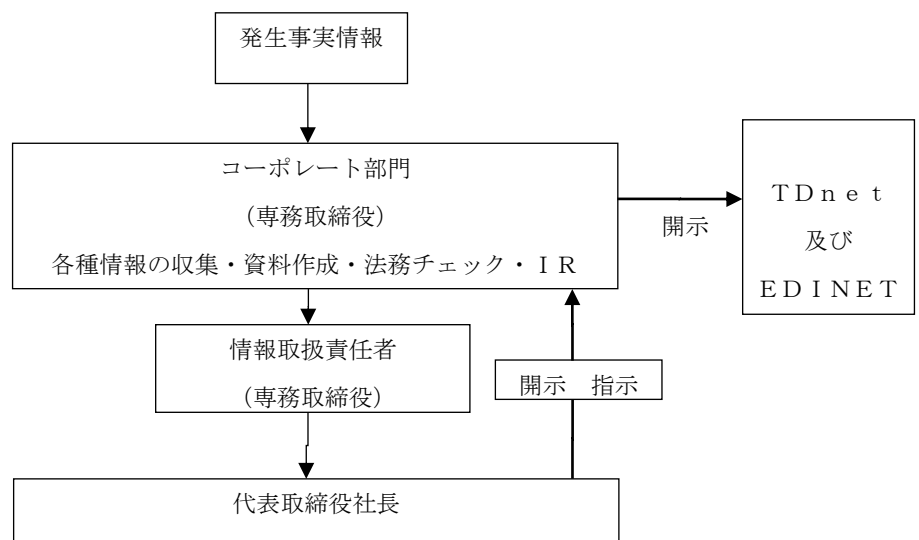 発生事実情報
コーポレート部門
（専務取締役）
各種情報の収集・資料作成・法務チェック・ＩＲ
開示
ＴＤｎｅｔ
及び
ＥＤＩＮＥＴ
情報取扱責任者
（専務取締役）
開示　指示
代表取締役社長